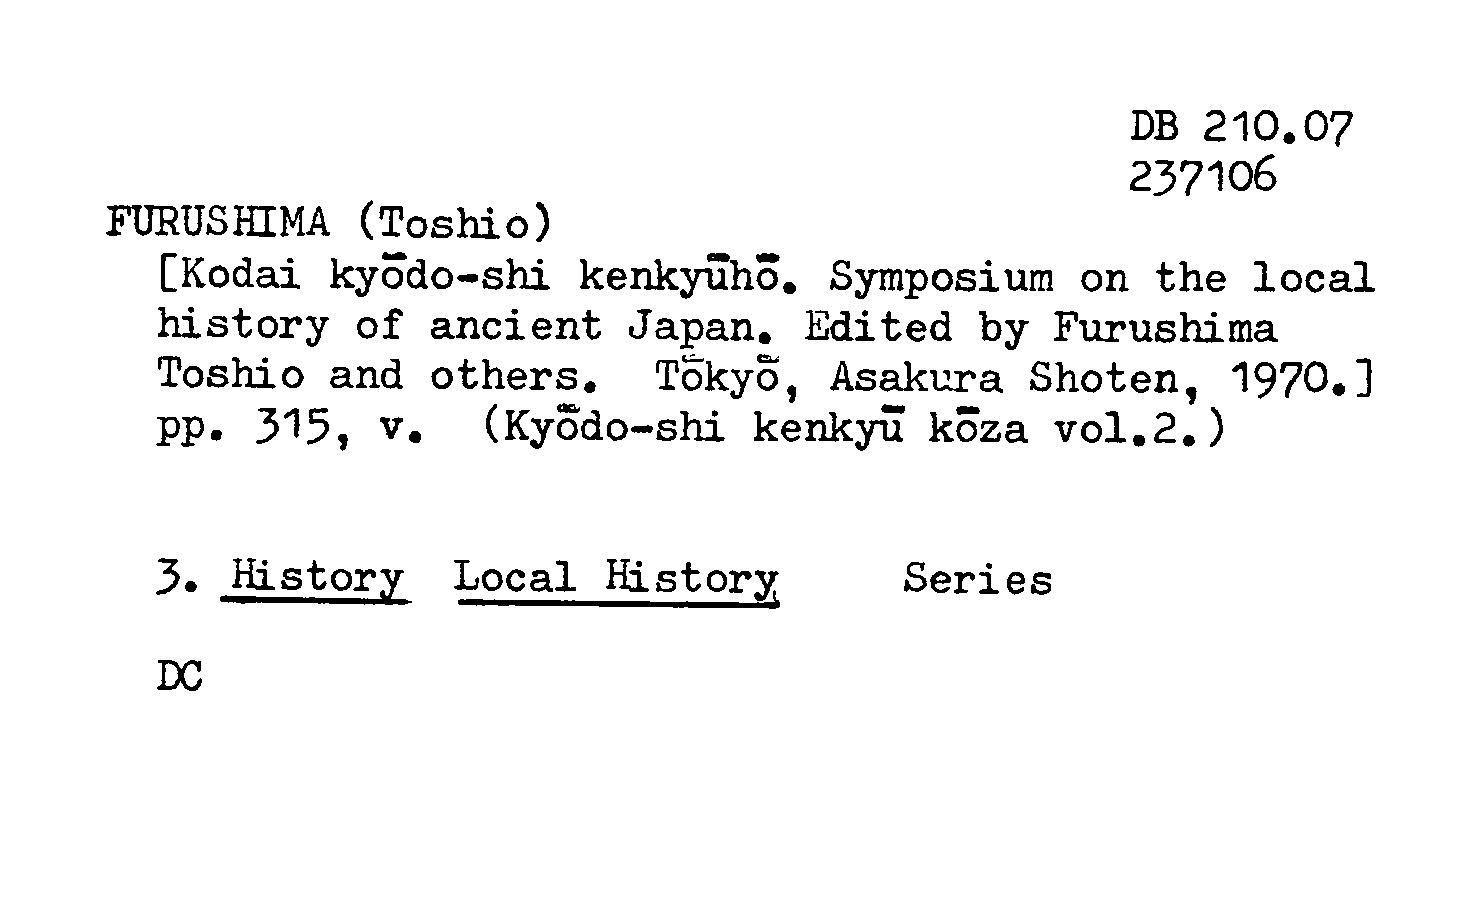 DB 210.07
237106
FURUSHIMA (Toshio)
[Kodai kyōdo-shi kenkyūhō. Symposium on the local
history of ancient Japan. Edited by Furushima
Toshio and others. Tōkyō, Asakura Shoten, 1970.]
pp. 315, v. (Kyōdo-shi kenkyū kōza vol.2.)
3. History Local History Series
DC